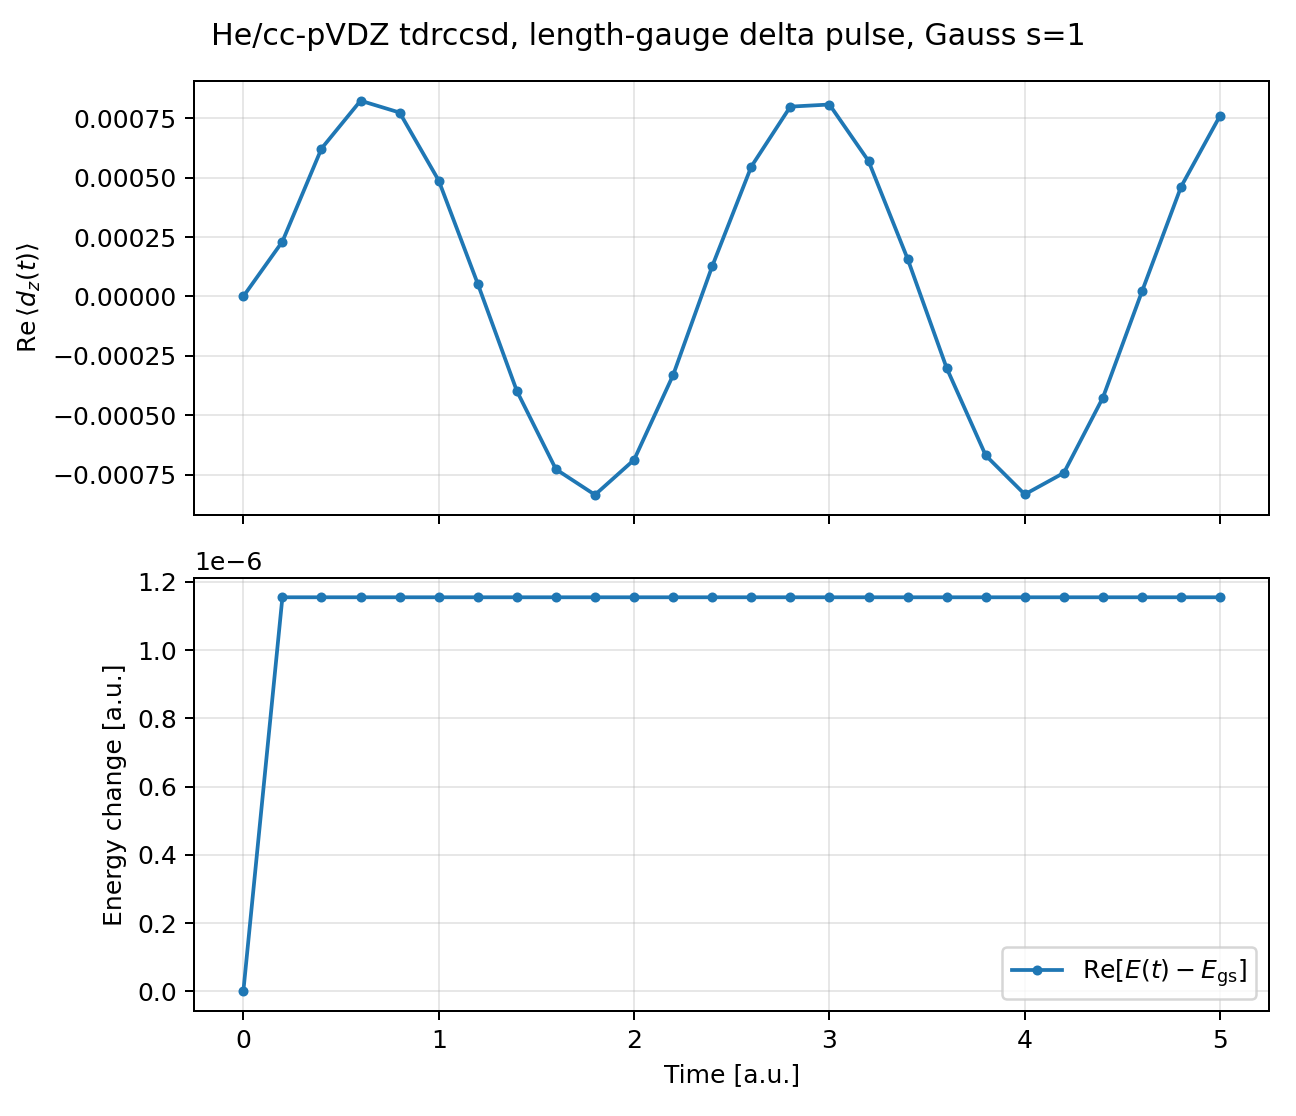 He/cc-pVDZ tdrccsd, length-gauge delta pulse, Gauss s=1
Re⟨d_z(t)⟩
0.00075
0.00050
0.00025
0.00000
−0.00025
−0.00050
−0.00075
1e−6
Energy change [a.u.]
1.2
1.0
0.8
0.6
0.4
0.2
0.0
Re[E(t) − E_gs]
0 1 2 3 4 5
Time [a.u.]